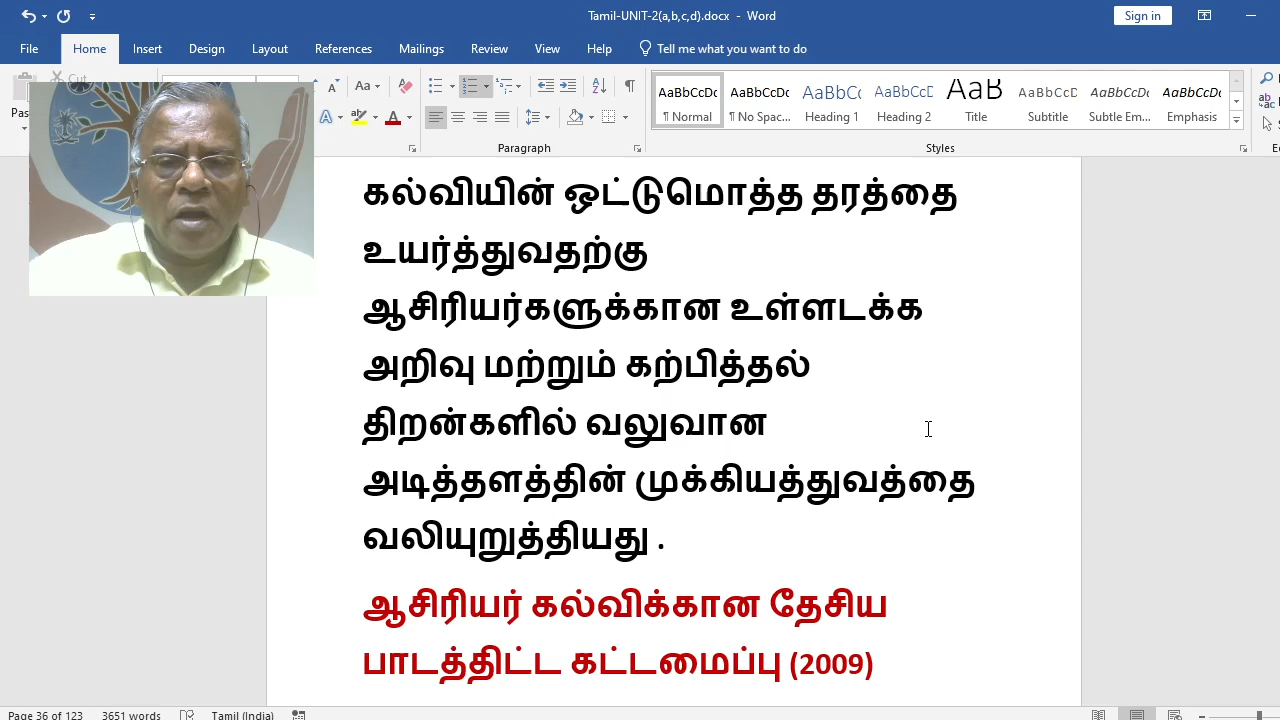 Tamil-UNIT-2(a,b,c,d).docx - Word
Sign in
File Home Insert Design Layout References Mailings Review View Help Tell me what you want to do
Cut
Aa
AaBbCcDc AaBbCcDc AaBbCc AaBbCcD AaB AaBbCcD AaBbCcDc AaBbCcDc
¶ Normal ¶ No Spac... Heading 1 Heading 2 Title Subtitle Subtle Em... Emphasis
Paragraph Styles
கல்வியின் ஒட்டுமொத்த தரத்தை
உயர்த்துவதற்கு
ஆசிரியர்களுக்கான உள்ளடக்க
அறிவு மற்றும் கற்பித்தல்
திறன்களில் வலுவான
அடித்தளத்தின் முக்கியத்துவத்தை
வலியுறுத்தியது .
ஆசிரியர் கல்விக்கான தேசிய
பாடத்திட்ட கட்டமைப்பு (2009)
Page 36 of 123 3651 words Tamil (India)